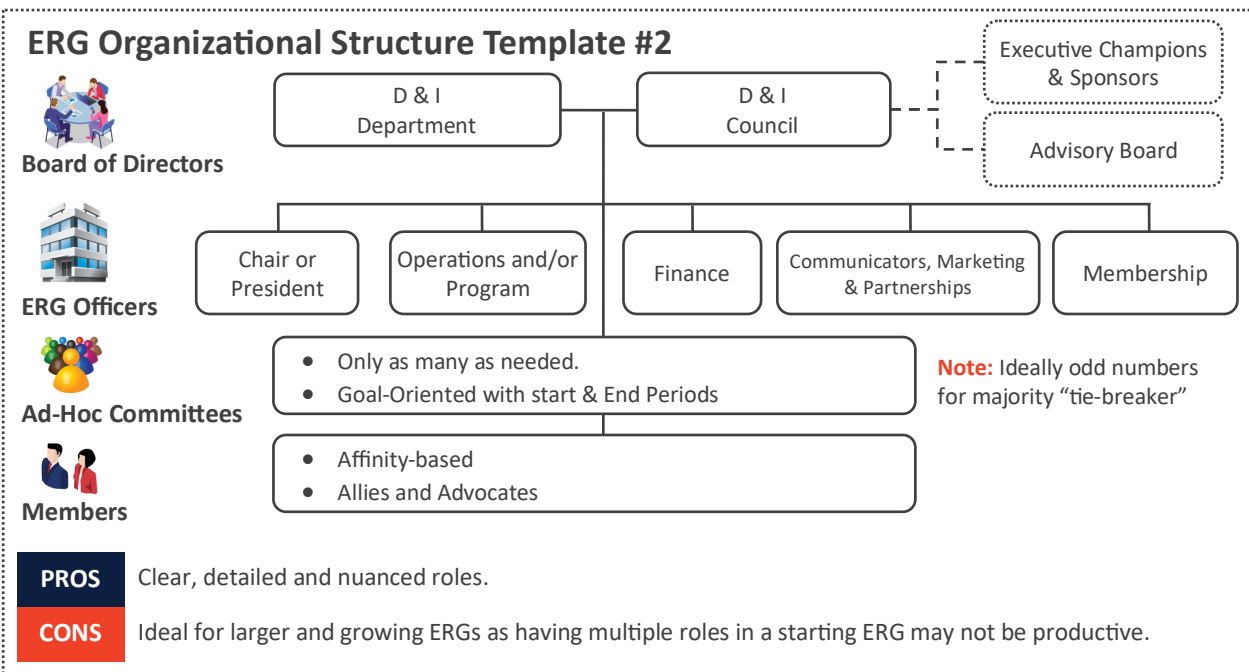 ERG Organizational Structure Template #2
Executive Champions
& Sponsors
D & I
Department
D & I
Council
Advisory Board
Board of Directors
Chair or
President
Operations and/or
Program
Finance
Communicators, Marketing
& Partnerships
Membership
ERG Officers
• Only as many as needed.
• Goal-Oriented with start & End Periods
Note: Ideally odd numbers
for majority “tie-breaker”
Ad-Hoc Committees
• Affinity-based
• Allies and Advocates
Members
PROS Clear, detailed and nuanced roles.
CONS Ideal for larger and growing ERGs as having multiple roles in a starting ERG may not be productive.